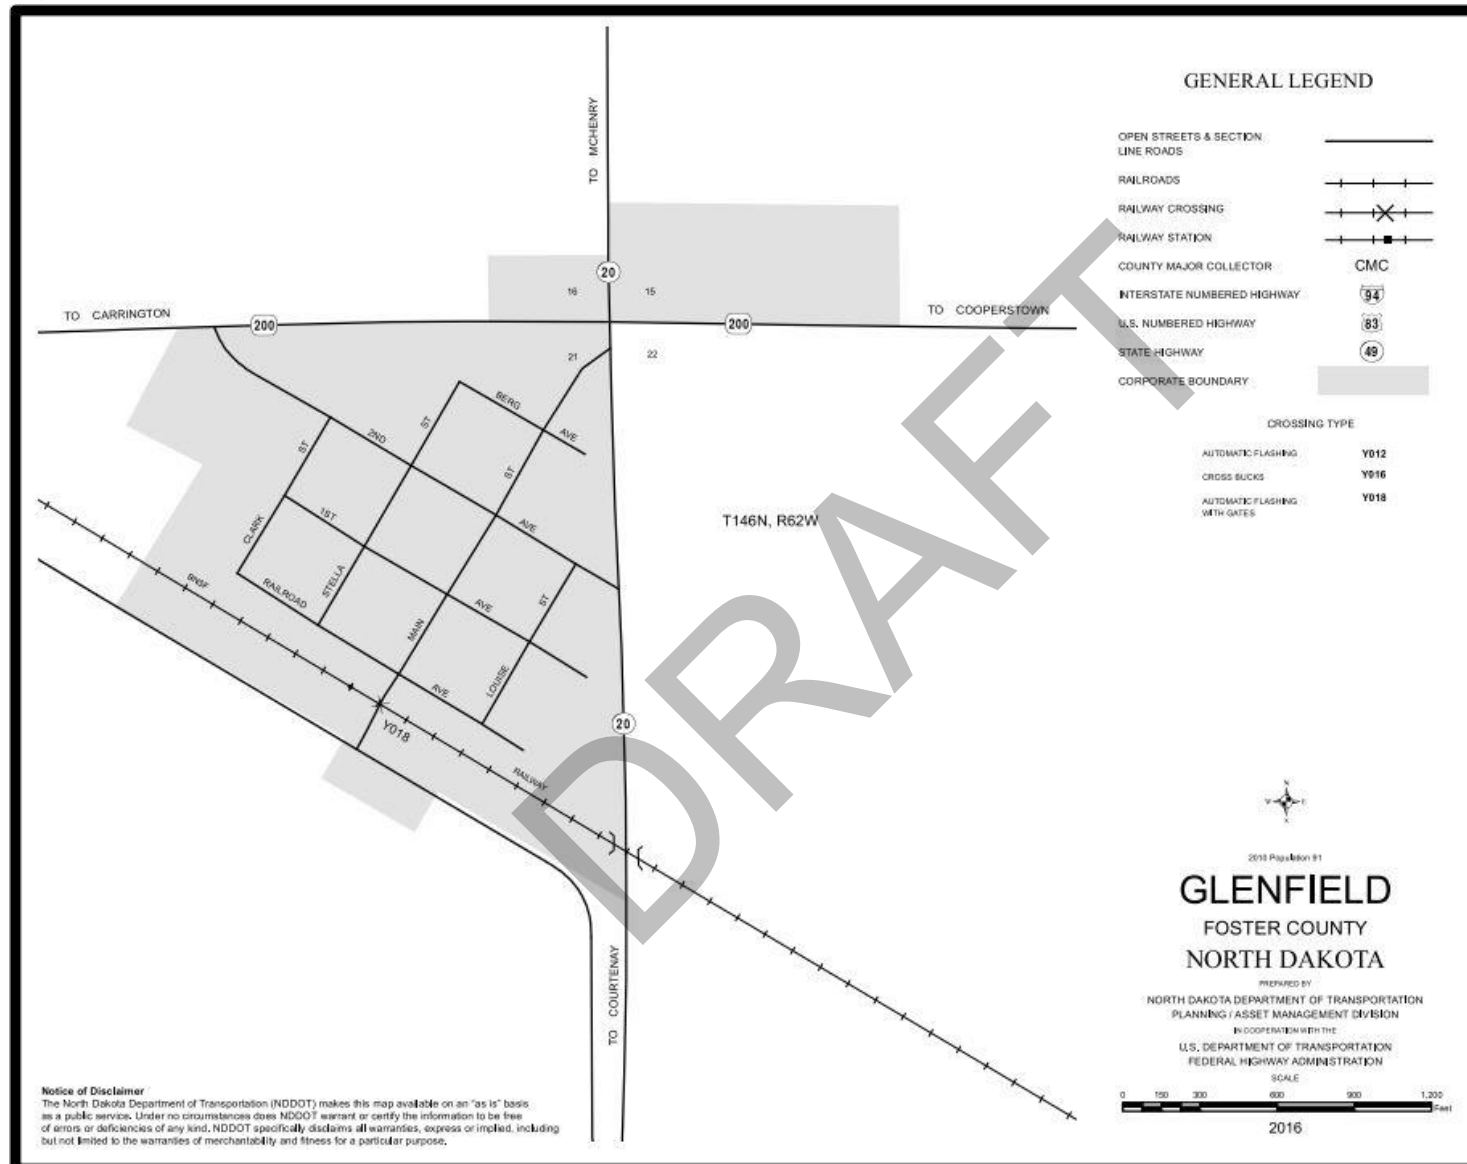 GENERAL LEGEND
OPEN STREETS & SECTION
LINE ROADS
RAILROADS
RAILWAY CROSSING
RAILWAY STATION
COUNTY MAJOR COLLECTOR CMC
INTERSTATE NUMBERED HIGHWAY 94
U.S. NUMBERED HIGHWAY 83
STATE HIGHWAY 49
CORPORATE BOUNDARY
CROSSING TYPE
AUTOMATIC FLASHING Y012
CROSS BUCKS Y016
AUTOMATIC FLASHING Y018
WITH GATES
TO MCHENRY
20
16 15
TO CARRINGTON
200
200
TO COOPERSTOWN
21 22
BERG AVE
2ND AVE
1ST AVE
RAILROAD AVE
CLARK ST
STELLA ST
MAIN ST
LOUISE ST
T146N, R62W
BNSF RAILWAY
Y018
20
TO COURTENAY
DRAFT
N
W E
S
2010 Population 91
GLENFIELD
FOSTER COUNTY
NORTH DAKOTA
PREPARED BY
NORTH DAKOTA DEPARTMENT OF TRANSPORTATION
PLANNING / ASSET MANAGEMENT DIVISION
IN COOPERATION WITH THE
U.S. DEPARTMENT OF TRANSPORTATION
FEDERAL HIGHWAY ADMINISTRATION
SCALE
0 150 300 600 900 1,200
Feet
2016
Notice of Disclaimer
The North Dakota Department of Transportation (NDDOT) makes this map available on an "as is" basis
as a public service. Under no circumstances does NDDOT warrant or certify the information to be free
of errors or deficiencies of any kind. NDDOT specifically disclaims all warranties, express or implied, including
but not limited to the warranties of merchantability and fitness for a particular purpose.